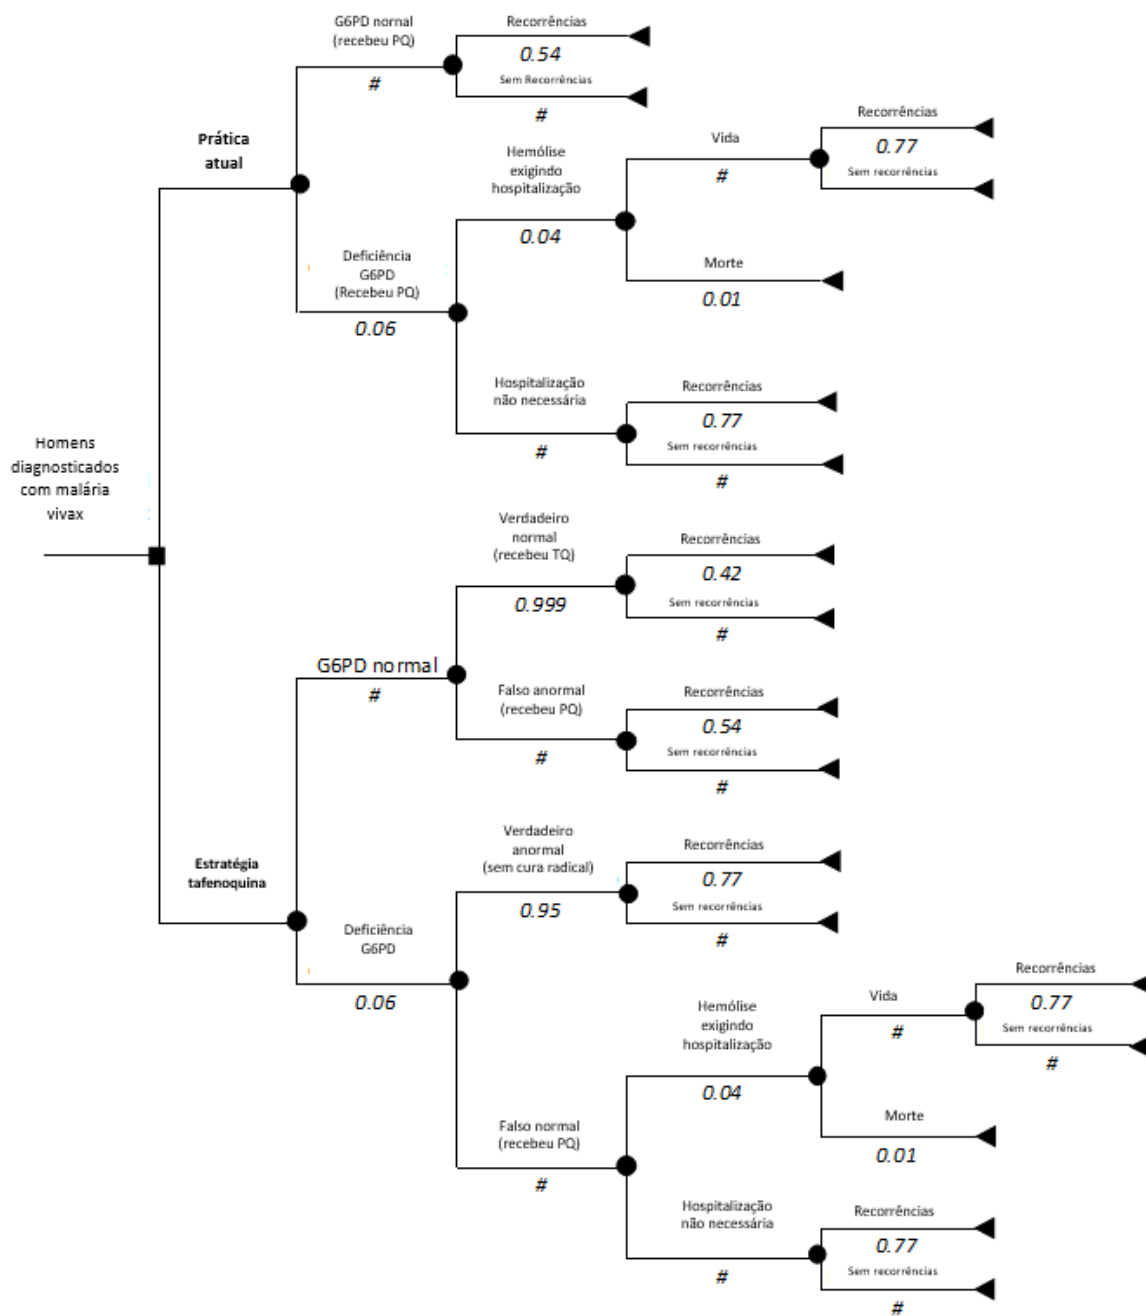 G6PD nornal
(recebeu PQ)
#
Recorrências
0.54
Sem Recorrências
#
Prática
atual
Deficiência
G6PD
(Recebeu PQ)
0.06
Hemólise
exigindo
hospitalização
0.04
Vida
#
Recorrências
0.77
Sem recorrências
Morte
0.01
Hospitalização
não necessária
#
Recorrências
0.77
Sem recorrências
#
Homens
diagnosticados
com malária
vivax
Verdadeiro
normal
(recebeu TQ)
0.999
Recorrências
0.42
Sem recorrências
#
G6PD normal
#
Falso anormal
(recebeu PQ)
#
Recorrências
0.54
Sem recorrências
#
Estratégia
tafenoquina
Verdadeiro
anormal
(sem cura radical)
0.95
Recorrências
0.77
Sem recorrências
#
Deficiência
G6PD
0.06
Hemólise
exigindo
hospitalização
0.04
Vida
#
Recorrências
0.77
Sem recorrências
#
Morte
0.01
Falso normal
(recebeu PQ)
#
Hospitalização
não necessária
#
Recorrências
0.77
Sem recorrências
#